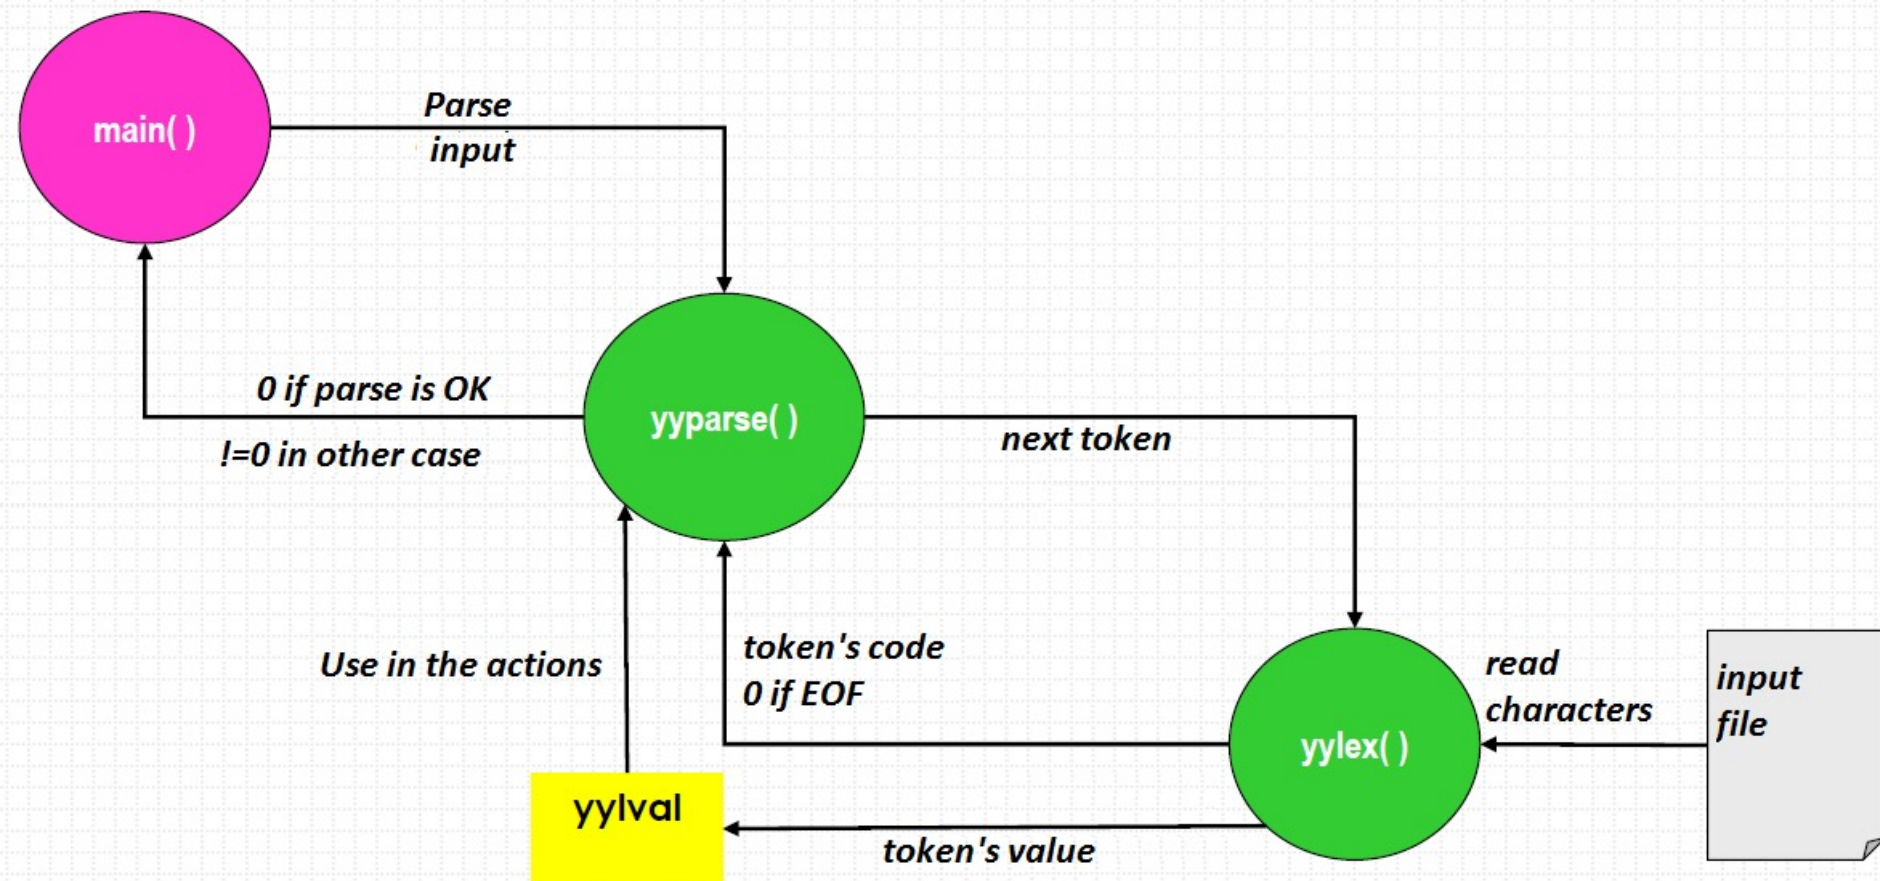 main( )
Parse
input
0 if parse is OK
!=0 in other case
yyparse( )
next token
Use in the actions
token's code
0 if EOF
read
characters
input
file
yylex( )
yylval
token's value